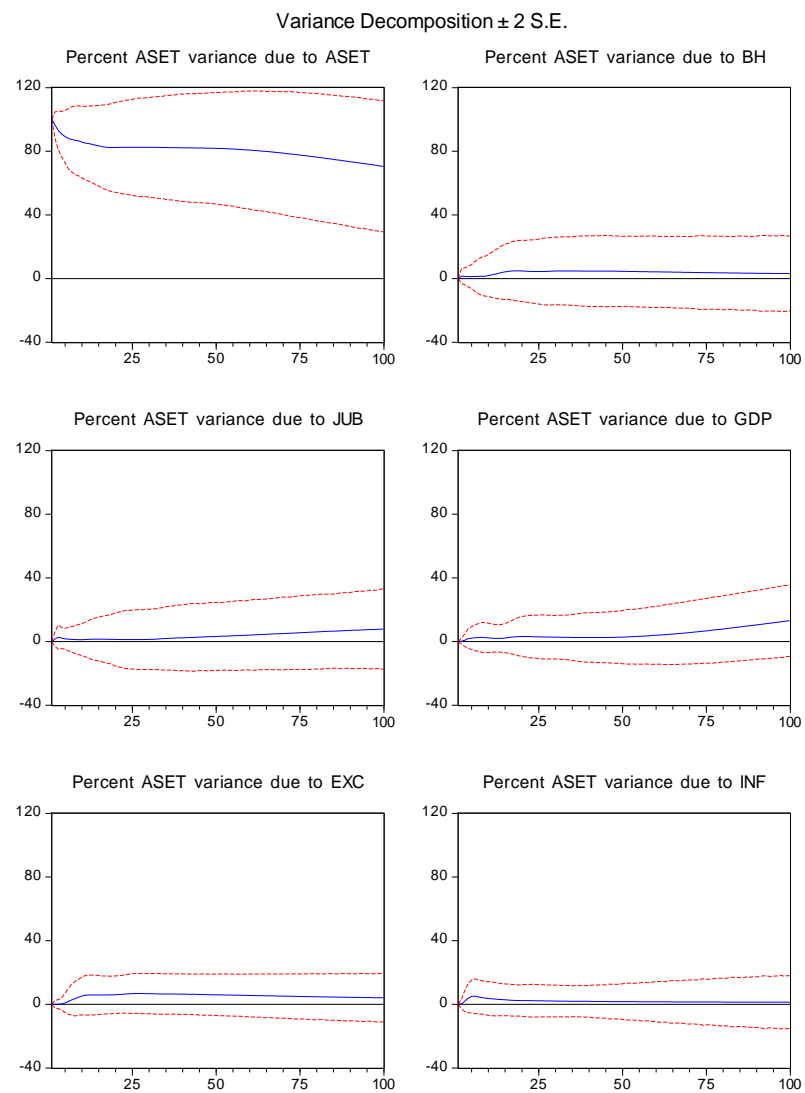 Variance Decomposition ± 2 S.E.
Percent ASET variance due to ASET
120
80
40
0
-40
25 50 75 100
Percent ASET variance due to BH
120
80
40
0
-40
25 50 75 100
Percent ASET variance due to JUB
120
80
40
0
-40
25 50 75 100
Percent ASET variance due to GDP
120
80
40
0
-40
25 50 75 100
Percent ASET variance due to EXC
120
80
40
0
-40
25 50 75 100
Percent ASET variance due to INF
120
80
40
0
-40
25 50 75 100